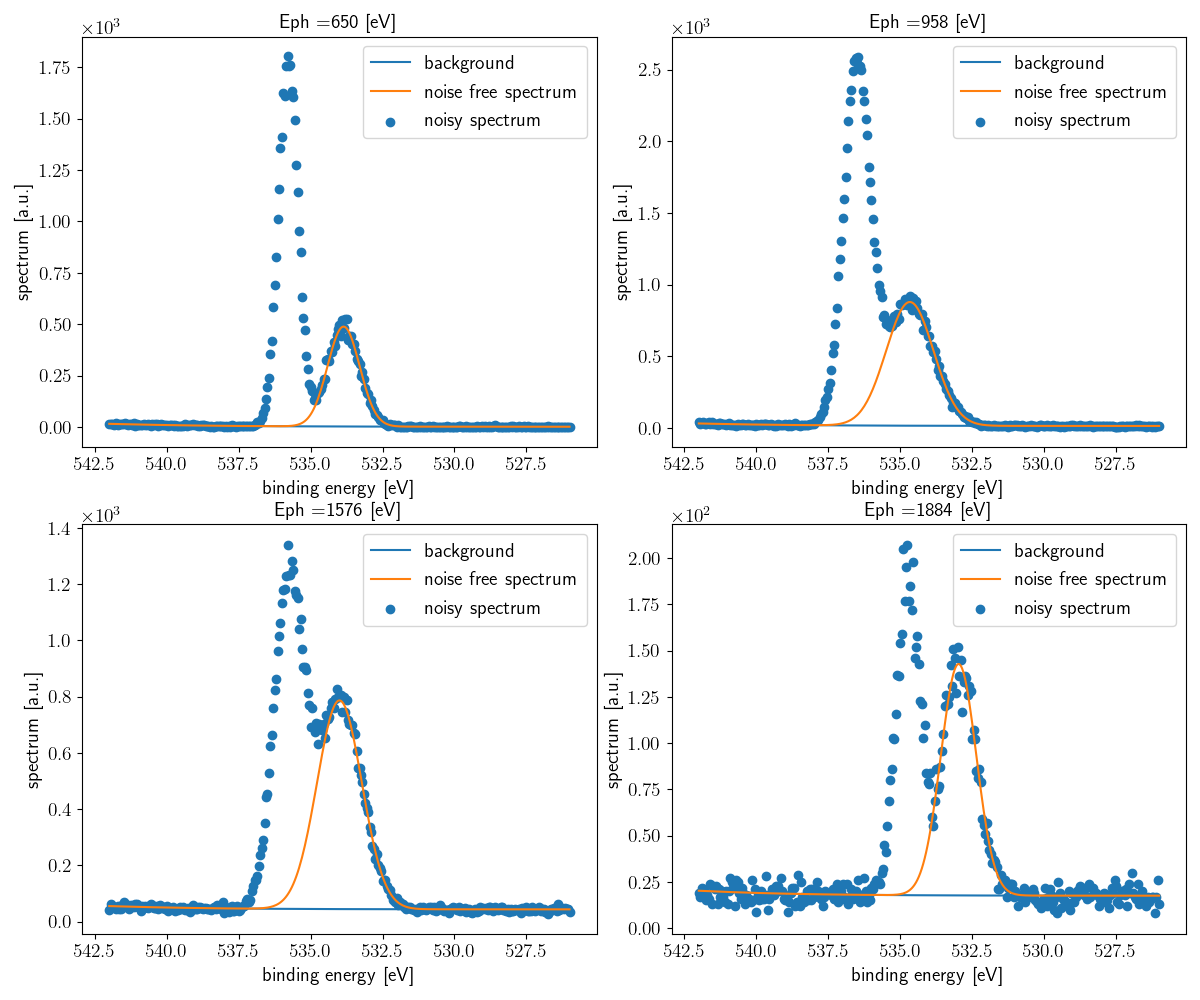 Eph =650 [eV]
×10³
1.75
1.50
1.25
1.00
0.75
0.50
0.25
0.00
spectrum [a.u.]
background
noise free spectrum
noisy spectrum
542.5 540.0 537.5 535.0 532.5 530.0 527.5
binding energy [eV]
Eph =958 [eV]
×10³
2.5
2.0
1.5
1.0
0.5
0.0
spectrum [a.u.]
background
noise free spectrum
noisy spectrum
542.5 540.0 537.5 535.0 532.5 530.0 527.5
binding energy [eV]
Eph =1576 [eV]
×10³
1.4
1.2
1.0
0.8
0.6
0.4
0.2
0.0
spectrum [a.u.]
background
noise free spectrum
noisy spectrum
542.5 540.0 537.5 535.0 532.5 530.0 527.5
binding energy [eV]
Eph =1884 [eV]
×10²
2.00
1.75
1.50
1.25
1.00
0.75
0.50
0.25
0.00
spectrum [a.u.]
background
noise free spectrum
noisy spectrum
542.5 540.0 537.5 535.0 532.5 530.0 527.5
binding energy [eV]